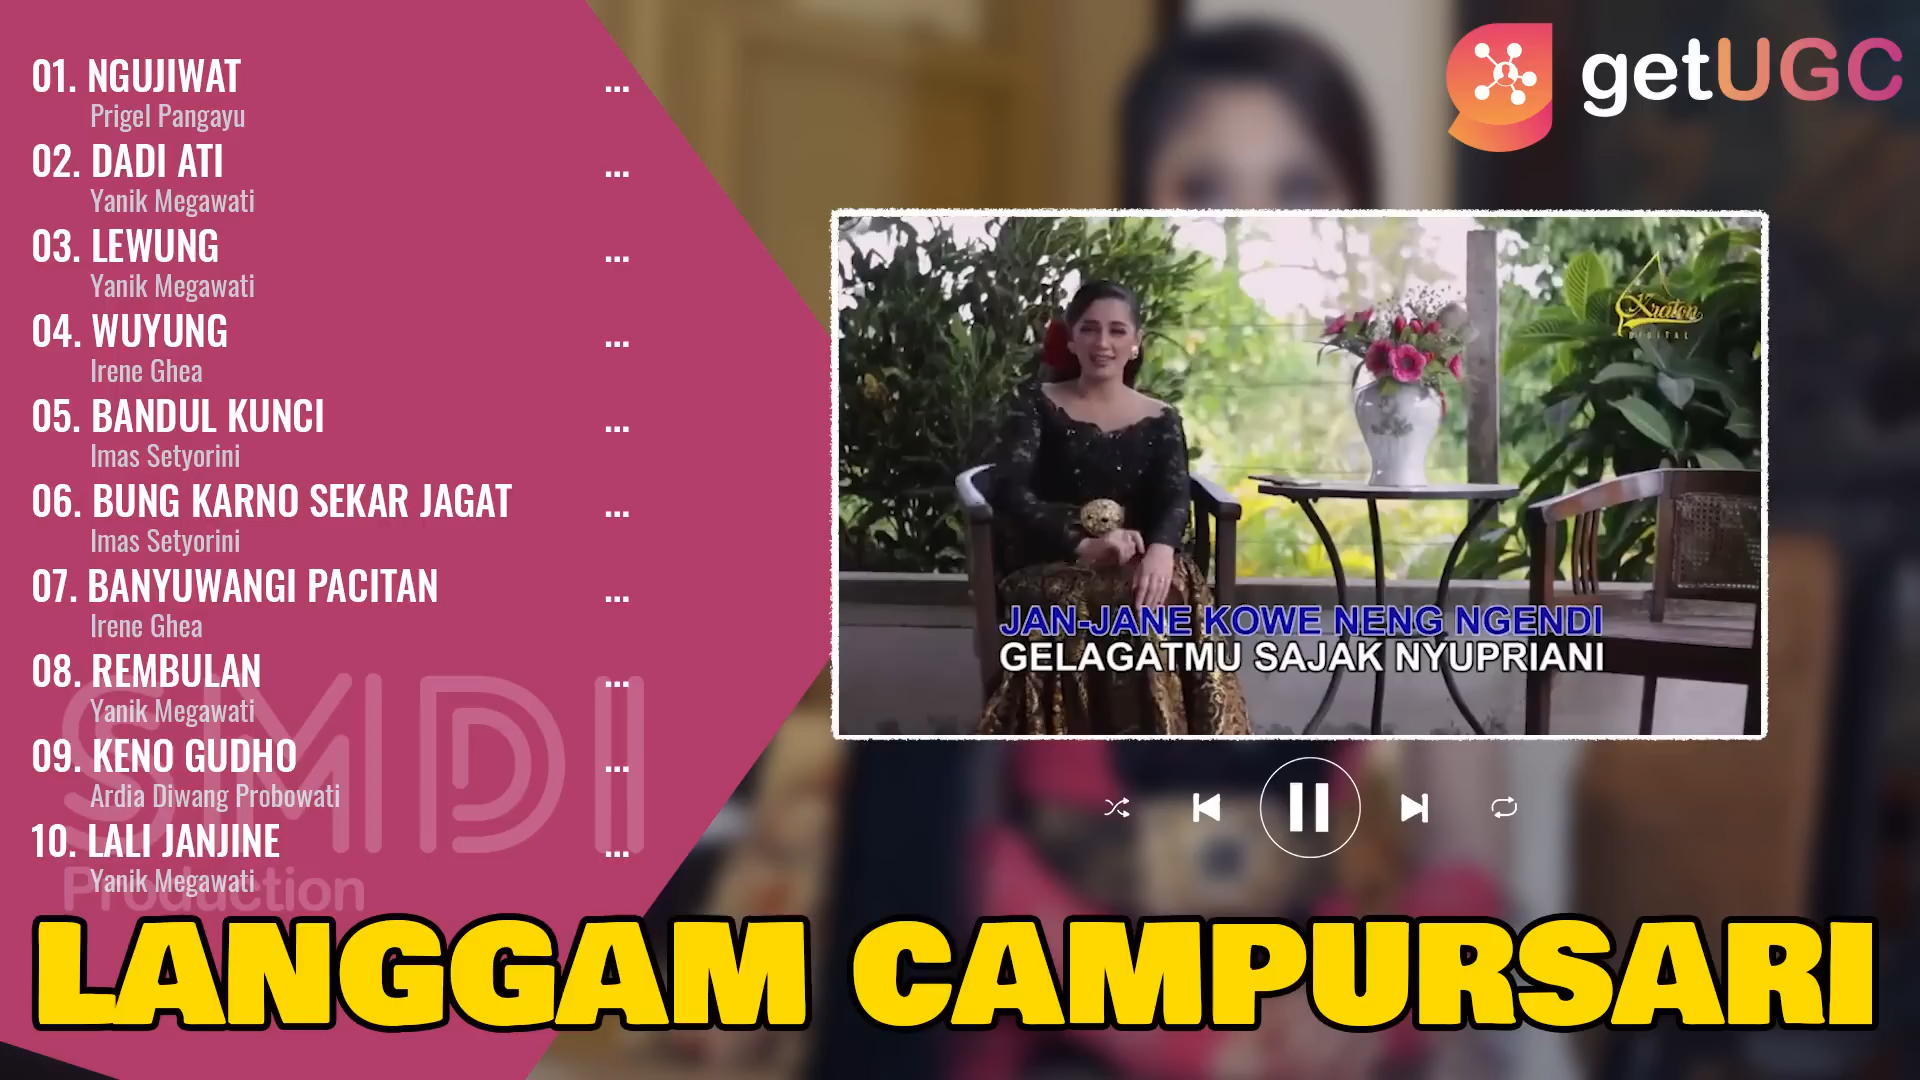 01. NGUJIWAT ...
Prigel Pangayu
02. DADI ATI ...
Yanik Megawati
03. LEWUNG ...
Yanik Megawati
04. WUYUNG ...
Irene Ghea
05. BANDUL KUNCI ...
Imas Setyorini
06. BUNG KARNO SEKAR JAGAT ...
Imas Setyorini
07. BANYUWANGI PACITAN ...
Irene Ghea
08. REMBULAN ...
Yanik Megawati
09. KENO GUDHO ...
Ardia Diwang Probowati
10. LALI JANJINE ...
Yanik Megawati
SMDI
Production
getUGC
Kraton
DIGITAL
JAN-JANE KOWE NENG NGENDI
GELAGATMU SAJAK NYUPRIANI
LANGGAM CAMPURSARI